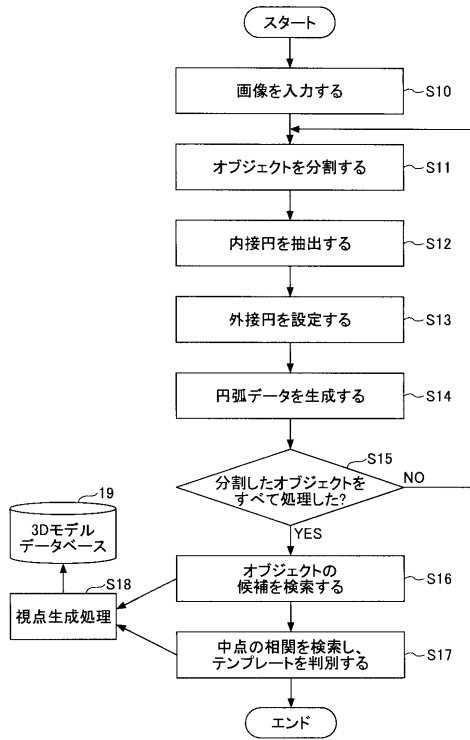 スタート
画像を入力する
S10
オブジェクトを分割する
S11
内接円を抽出する
S12
外接円を設定する
S13
円弧データを生成する
S14
S15
分割したオブジェクトを
すべて処理した?
NO
YES
19
3Dモデル
データベース
S18
視点生成処理
オブジェクトの
候補を検索する
S16
中点の相関を検索し、
テンプレートを判別する
S17
エンド